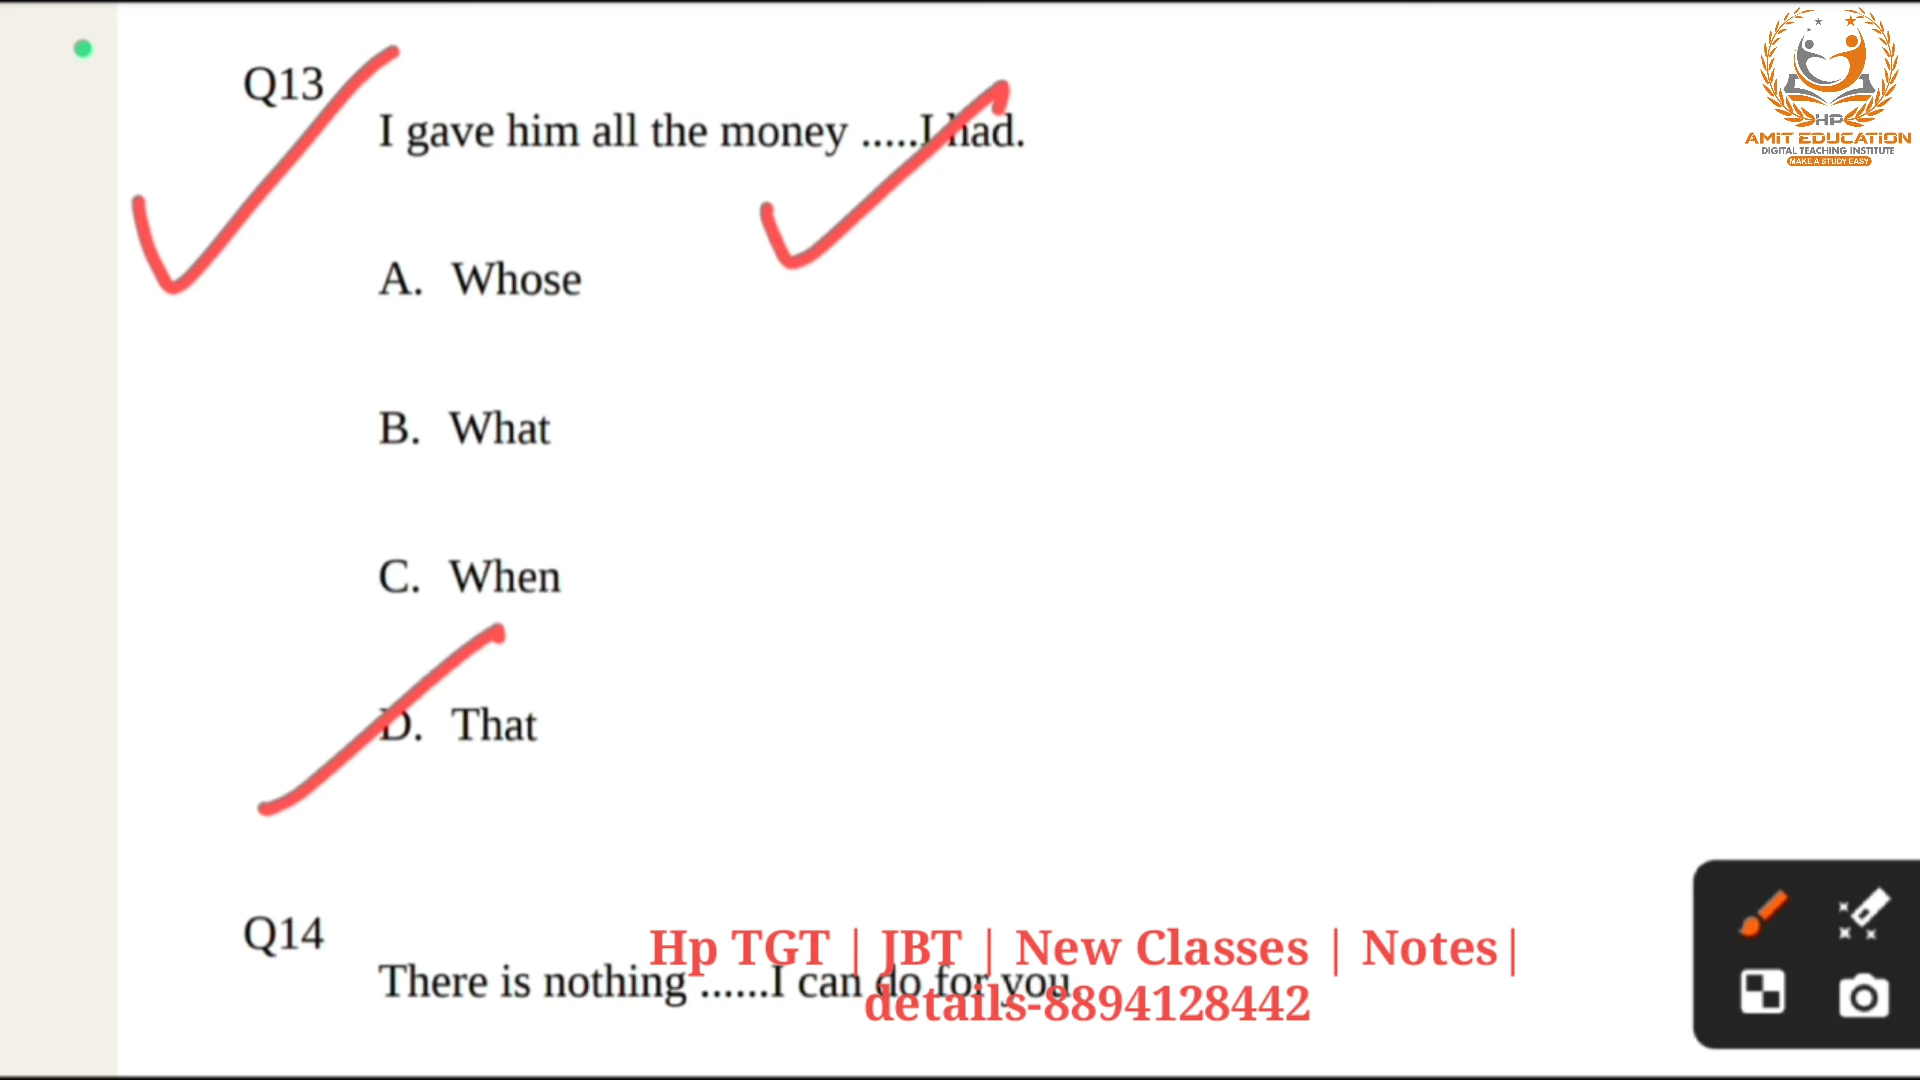 Q13
I gave him all the money .....I had.
A. Whose
B. What
C. When
D. That
Q14
There is nothing ......I can do for you
Hp TGT | JBT | New Classes | Notes|
details-8894128442
HP
AMIT EDUCATION
DIGITAL TEACHING INSTITUTE
MAKE A STUDY EASY